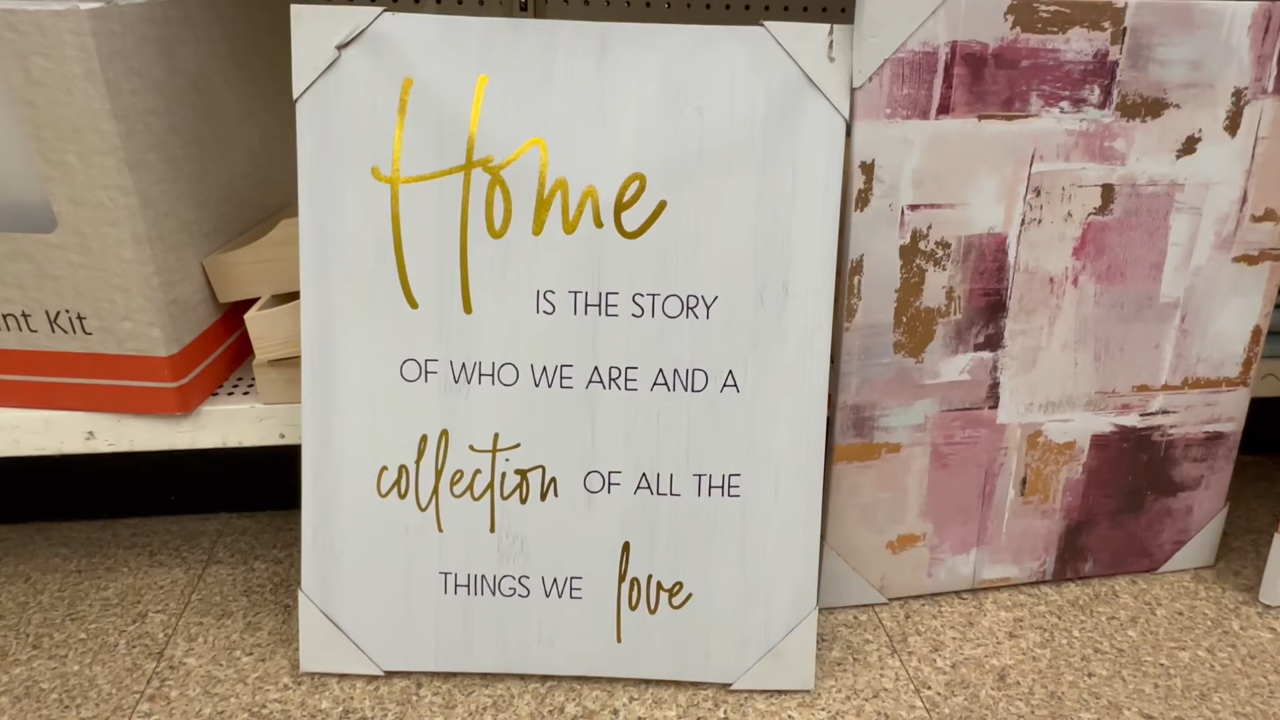 Home
IS THE STORY
OF WHO WE ARE AND A
collection OF ALL THE
THINGS WE love
nt Kit